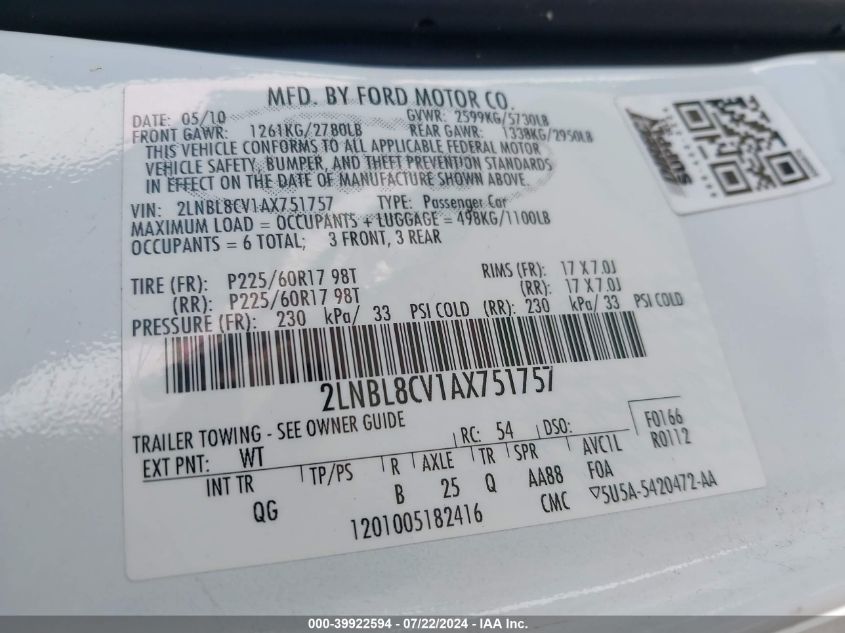 MFD. BY FORD MOTOR CO.
DATE: 05/10 GVWR: 2599KG/5730LB
FRONT GAWR: 1261KG/2780LB REAR GAWR: 1338KG/2950LB
THIS VEHICLE CONFORMS TO ALL APPLICABLE FEDERAL MOTOR
VEHICLE SAFETY, BUMPER, AND THEFT PREVENTION STANDARDS
IN EFFECT ON THE DATE OF MANUFACTURE SHOWN ABOVE.
VIN: 2LNBL8CV1AX751757 TYPE: Passenger Car
MAXIMUM LOAD = OCCUPANTS + LUGGAGE = 498KG/1100LB
OCCUPANTS = 6 TOTAL; 3 FRONT, 3 REAR
TIRE (FR): P225/60R17 98T RIMS (FR): 17 X 7.0J
(RR): P225/60R17 98T (RR): 17 X 7.0J
PRESSURE (FR): 230 kPa/ 33 PSI COLD (RR): 230 kPa/ 33 PSI COLD
2LNBL8CV1AX751757
TRAILER TOWING - SEE OWNER GUIDE
EXT PNT: WT RC: 54 DSO: F0166
R0112
INT TR TP/PS R AXLE TR SPR AVC1L
QG B 25 Q AA88 FOA
1201005182416 CMC ▽5U5A-5420472-AA
000-39922594 - 07/22/2024 - IAA Inc.